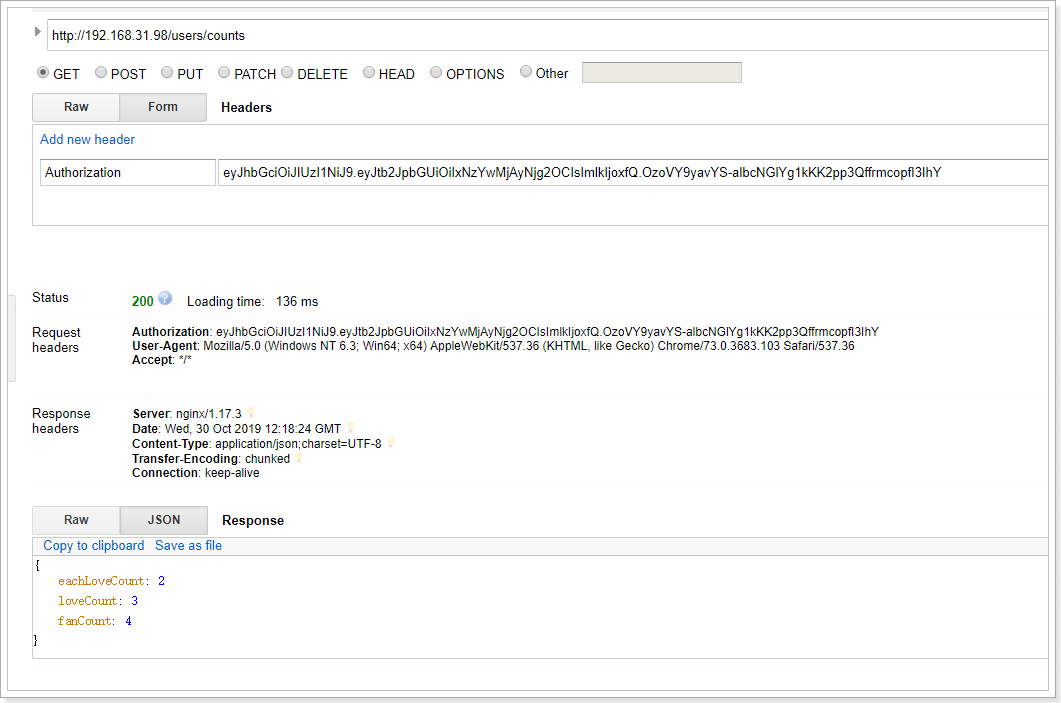 http://192.168.31.98/users/counts
GET POST PUT PATCH DELETE HEAD OPTIONS Other
Raw Form Headers
Add new header
Authorization eyJhbGciOiJIUzI1NiJ9.eyJtb2JpbGUiOiIxNzYwMjAyNjg2OCIsImlkIjoxfQ.OzoVY9yavYS-albcNGlYg1kKK2pp3Qffrmcopfl3IhY
Status 200 ? Loading time: 136 ms
Request headers
Authorization: eyJhbGciOiJIUzI1NiJ9.eyJtb2JpbGUiOiIxNzYwMjAyNjg2OCIsImlkIjoxfQ.OzoVY9yavYS-albcNGlYg1kKK2pp3Qffrmcopfl3IhY
User-Agent: Mozilla/5.0 (Windows NT 6.3; Win64; x64) AppleWebKit/537.36 (KHTML, like Gecko) Chrome/73.0.3683.103 Safari/537.36
Accept: */*
Response headers
Server: nginx/1.17.3
Date: Wed, 30 Oct 2019 12:18:24 GMT
Content-Type: application/json;charset=UTF-8
Transfer-Encoding: chunked
Connection: keep-alive
Raw JSON Response
Copy to clipboard Save as file
{
eachLoveCount: 2
loveCount: 3
fanCount: 4
}